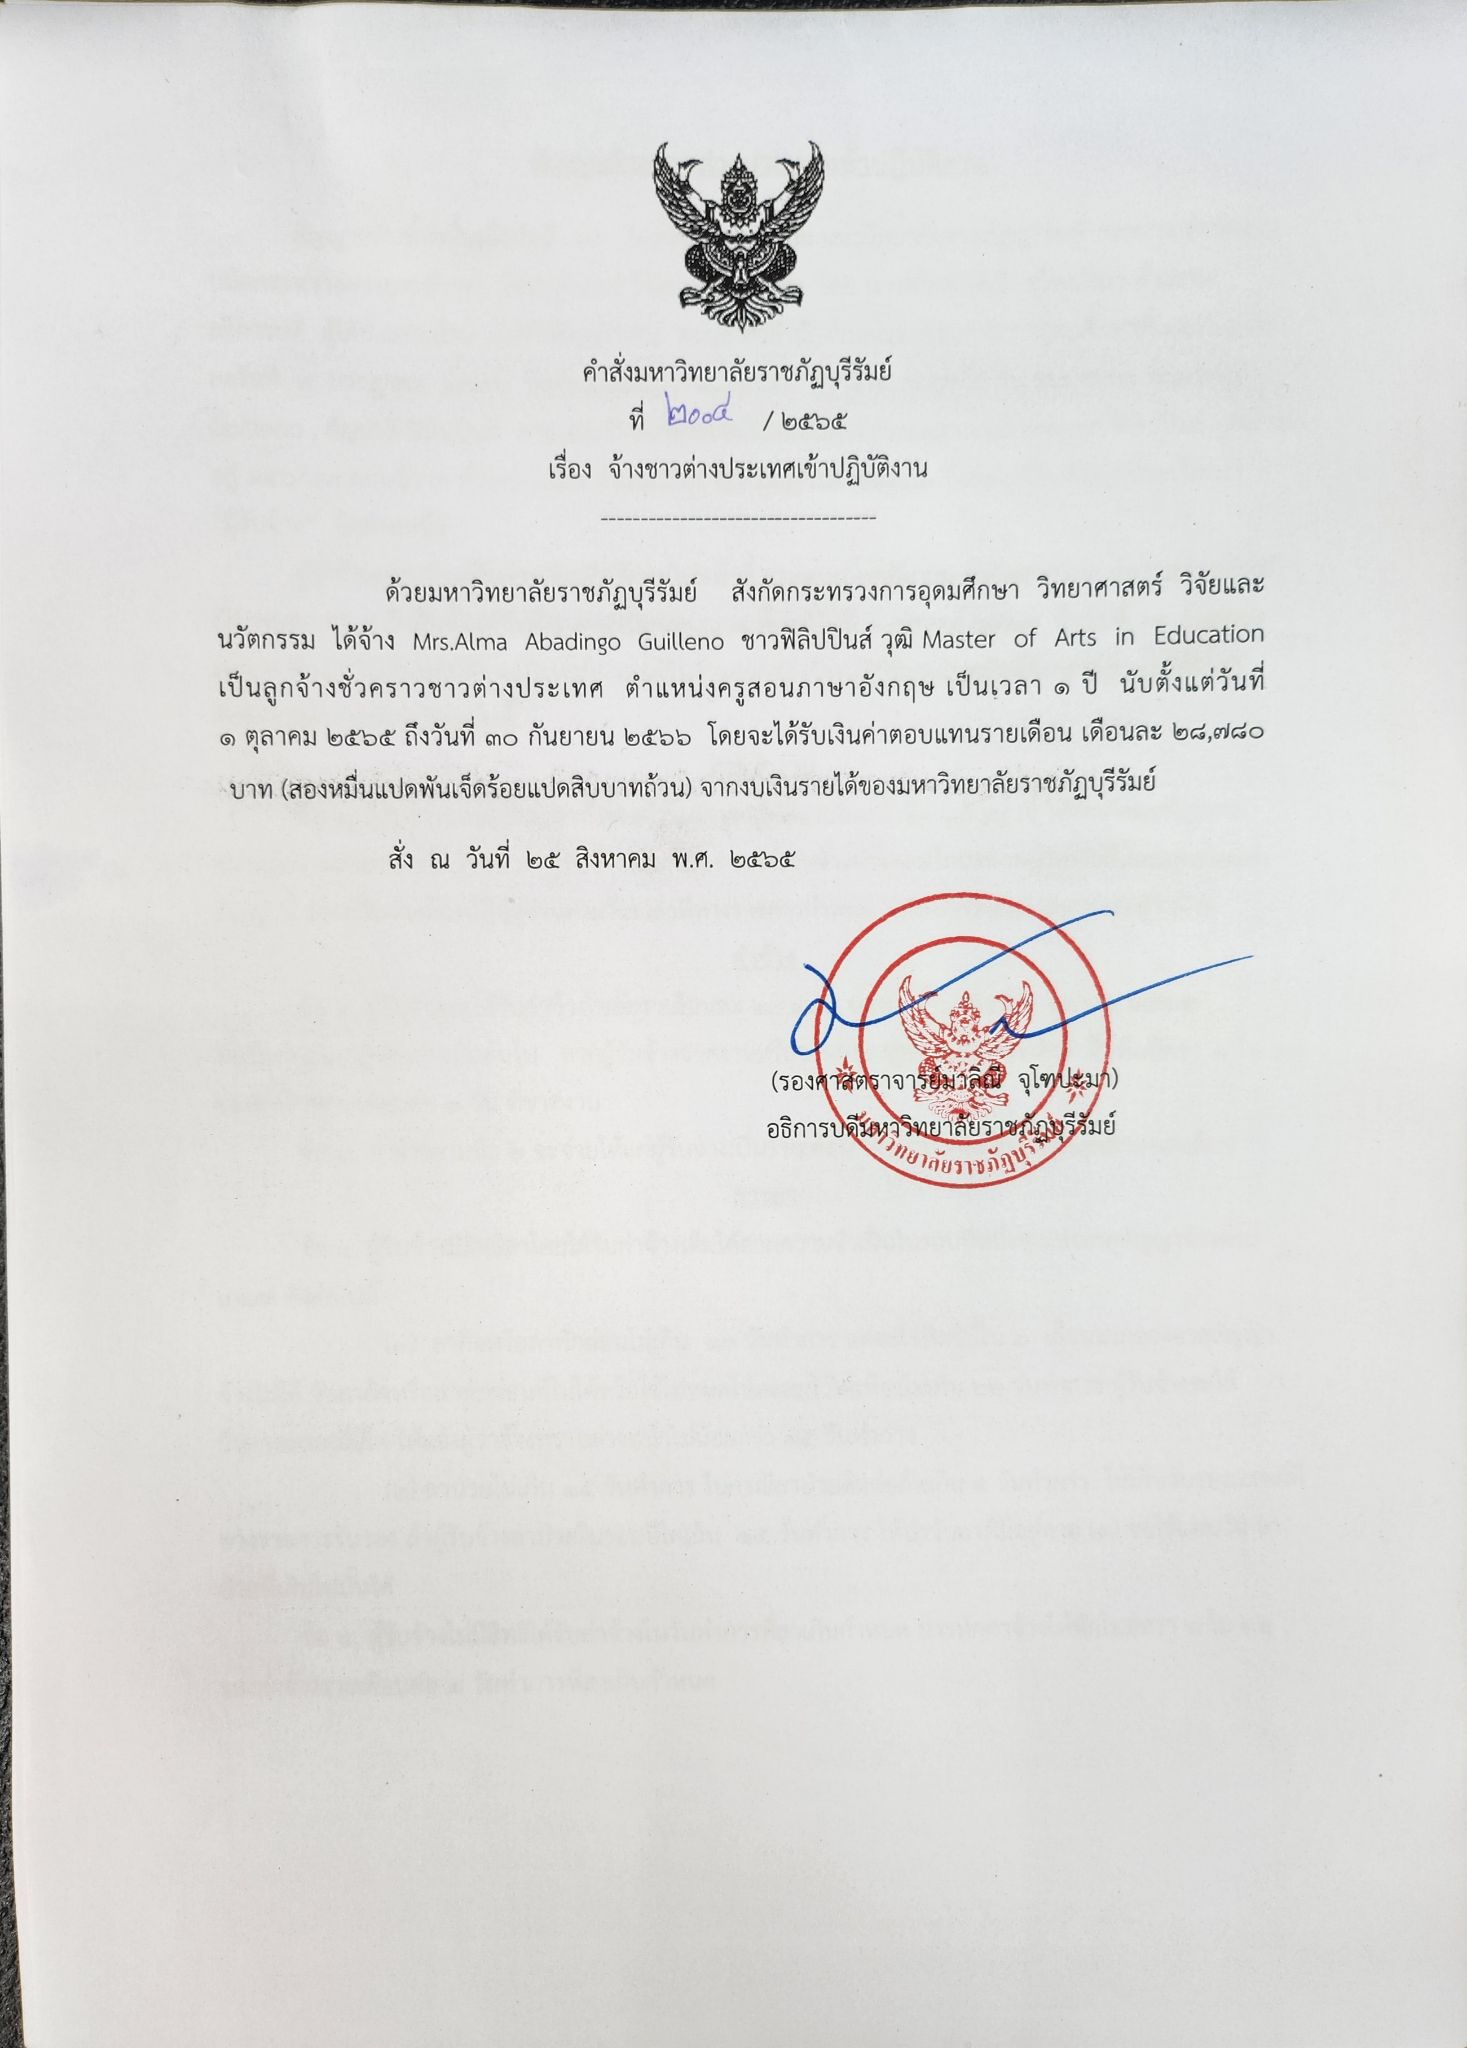 คำสั่งมหาวิทยาลัยราชภัฏบุรีรัมย์
ที่ ๒๐๐๔ / ๒๕๖๕
เรื่อง จ้างชาวต่างประเทศเข้าปฏิบัติงาน
----------------------------------
ด้วยมหาวิทยาลัยราชภัฏบุรีรัมย์ สังกัดกระทรวงการอุดมศึกษา วิทยาศาสตร์ วิจัยและ
นวัตกรรม ได้จ้าง Mrs.Alma Abadingo Guilleno ชาวฟิลิปปินส์ วุฒิ Master of Arts in Education
เป็นลูกจ้างชั่วคราวชาวต่างประเทศ ตำแหน่งครูสอนภาษาอังกฤษ เป็นเวลา ๑ ปี นับตั้งแต่วันที่
๑ ตุลาคม ๒๕๖๕ ถึงวันที่ ๓๐ กันยายน ๒๕๖๖ โดยจะได้รับเงินค่าตอบแทนรายเดือน เดือนละ ๒๘,๗๘๐
บาท (สองหมื่นแปดพันเจ็ดร้อยแปดสิบบาทถ้วน) จากงบเงินรายได้ของมหาวิทยาลัยราชภัฏบุรีรัมย์
สั่ง ณ วันที่ ๒๕ สิงหาคม พ.ศ. ๒๕๖๕
(รองศาสตราจารย์มาลิณี จุโฑปะมา)
อธิการบดีมหาวิทยาลัยราชภัฏบุรีรัมย์
มหาวิทยาลัยราชภัฏบุรีรัมย์